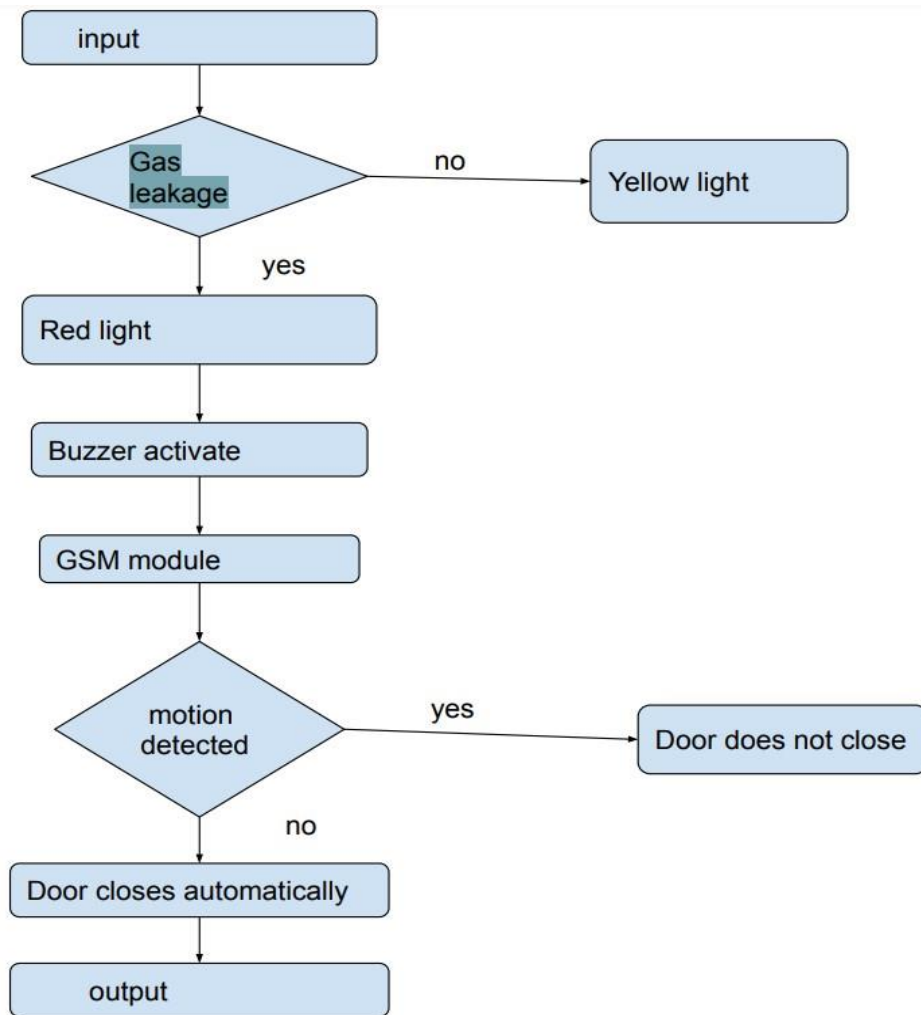 input
Gas
leakage
no
Yellow light
yes
Red light
Buzzer activate
GSM module
motion
detected
yes
Door does not close
no
Door closes automatically
output